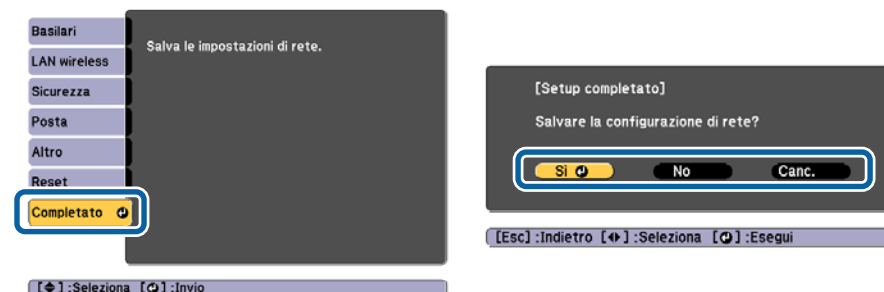 Basilari
LAN wireless
Sicurezza
Posta
Altro
Reset
Completato
Salva le impostazioni di rete.
[ ] :Seleziona [ ] :Invio
[Setup completato]
Salvare la configurazione di rete?
Sì No Canc.
[Esc] :Indietro [ ] :Seleziona [ ] :Esegui